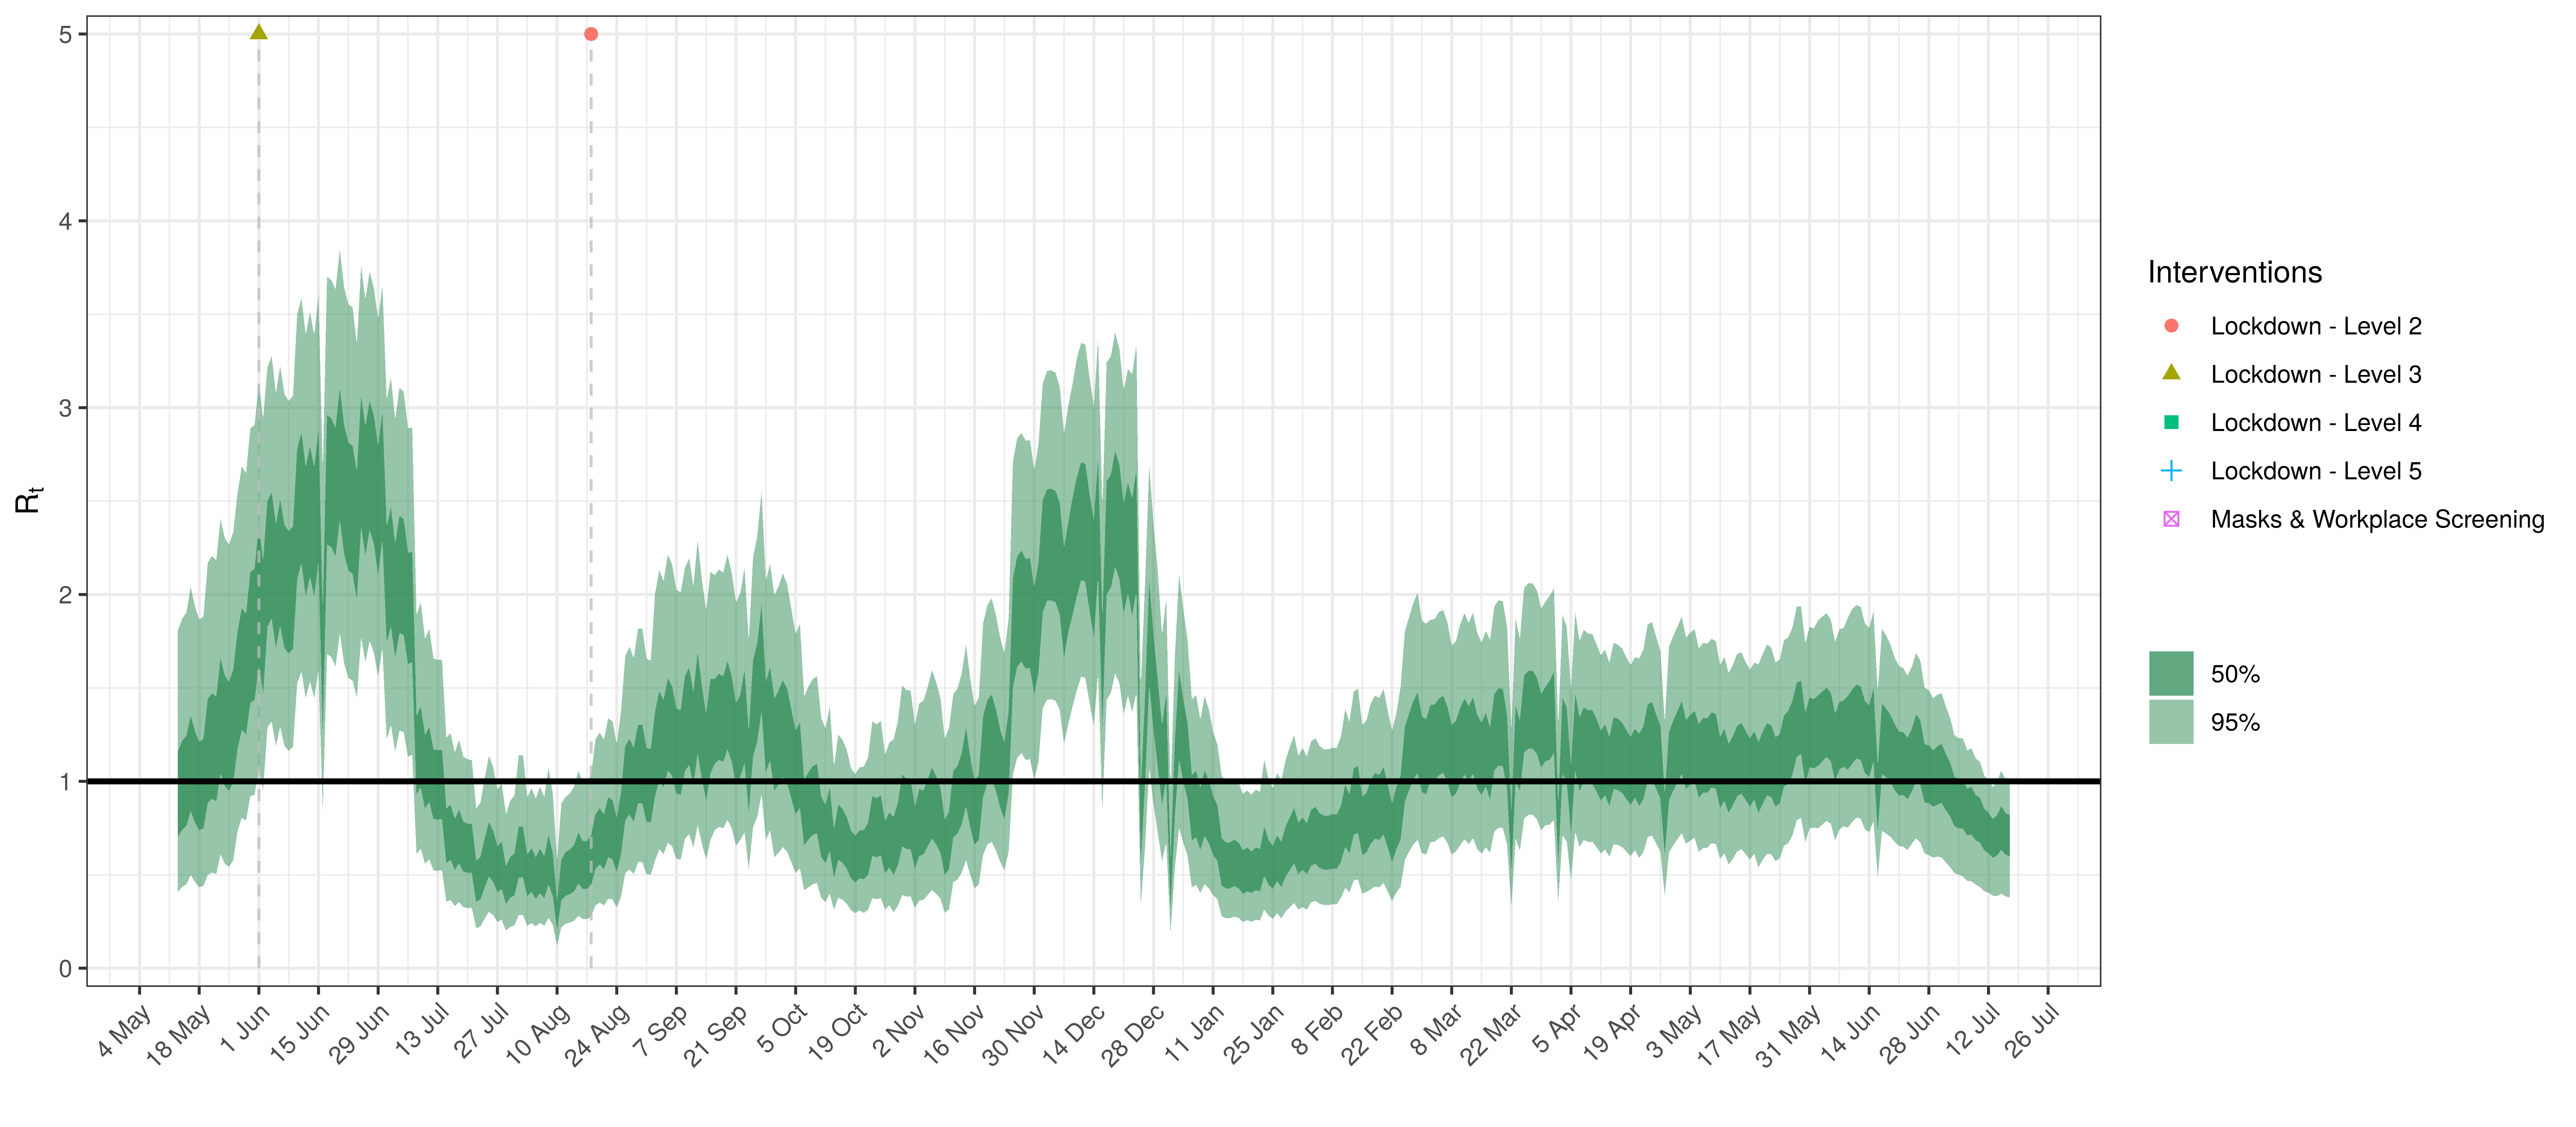 5
4
3
2
1
0
Rt
4 May
18 May
1 Jun
15 Jun
29 Jun
13 Jul
27 Jul
10 Aug
24 Aug
7 Sep
21 Sep
5 Oct
19 Oct
2 Nov
16 Nov
30 Nov
14 Dec
28 Dec
11 Jan
25 Jan
8 Feb
22 Feb
8 Mar
22 Mar
5 Apr
19 Apr
3 May
17 May
31 May
14 Jun
28 Jun
12 Jul
26 Jul
Interventions
Lockdown - Level 2
Lockdown - Level 3
Lockdown - Level 4
Lockdown - Level 5
Masks & Workplace Screening
50%
95%